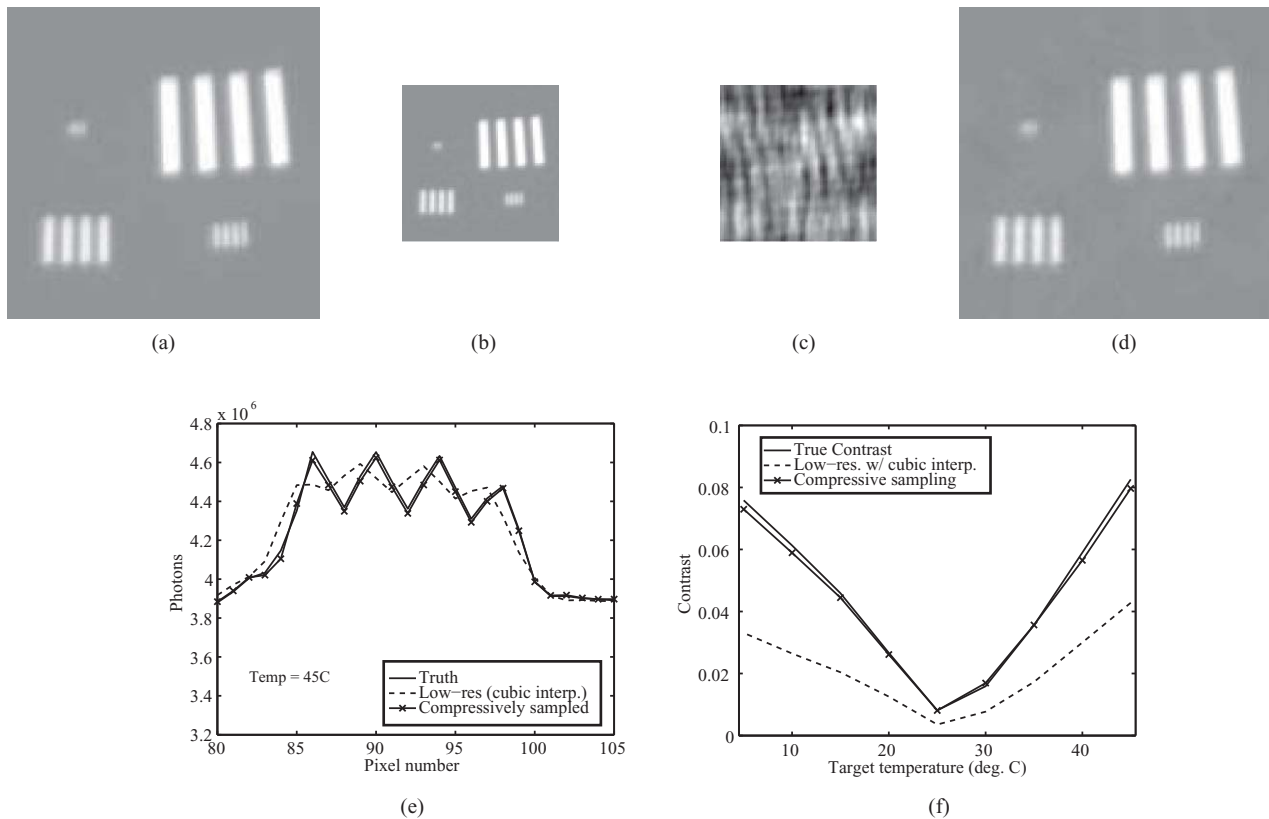 (a)
(b)
(c)
(d)
x 10 6
4.8
4.6
4.4
4.2
4
3.8
3.6
3.4
3.2
Photons
Temp = 45C
Truth
Low−res (cubic interp.)
Compressively sampled
80
85
90
95
100
105
Pixel number
(e)
0.1
0.08
0.06
0.04
0.02
0
Contrast
True Contrast
Low−res. w/ cubic interp.
Compressive sampling
10
20
30
40
Target temperature (deg. C)
(f)